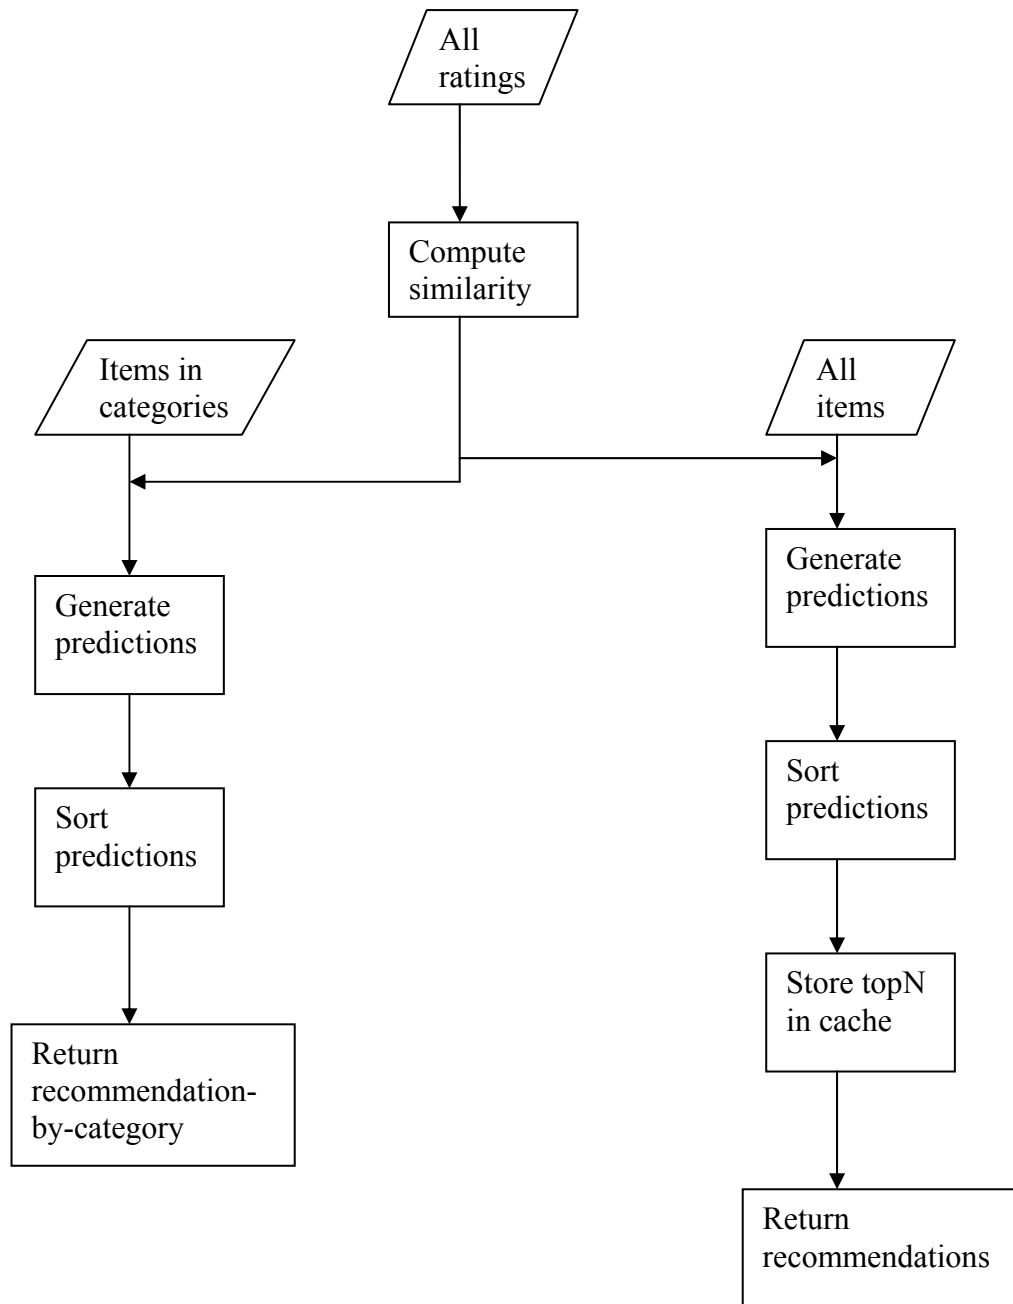 All
ratings
Compute
similarity
Items in
categories
All
items
Generate
predictions
Generate
predictions
Sort
predictions
Sort
predictions
Store topN
in cache
Return
recommendation-
by-category
Return
recommendations